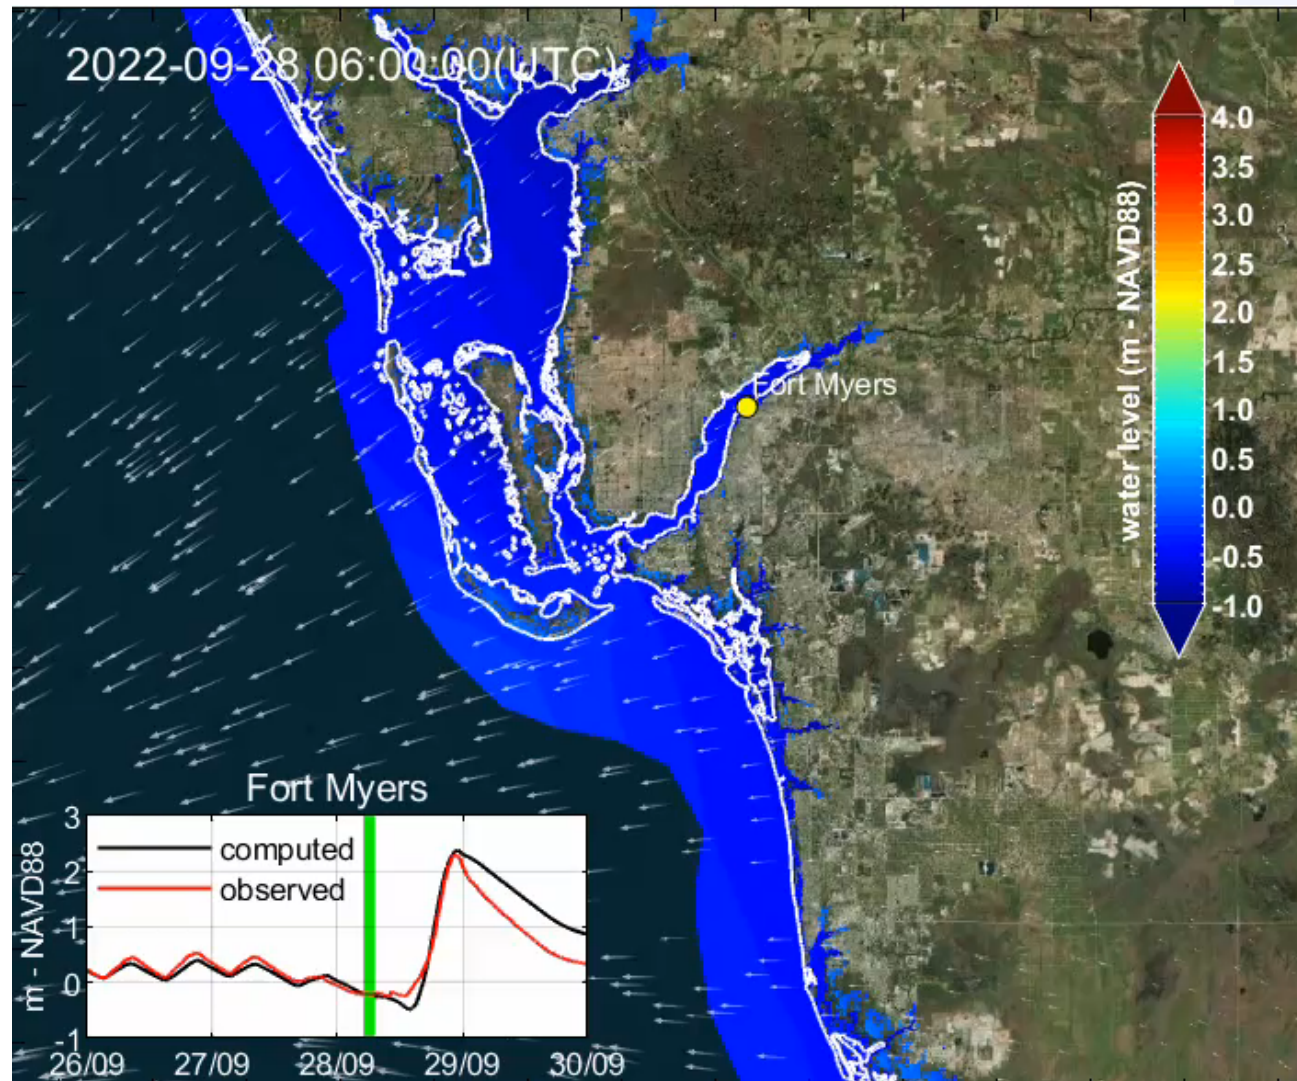 2022-09-28 06:00:00(UTC)
4.0
3.5
3.0
2.5
2.0
1.5
1.0
0.5
0.0
-0.5
-1.0
water level (m - NAVD88)
Fort Myers
Fort Myers
3
2
1
0
-1
m - NAVD88
computed
observed
26/09 27/09 28/09 29/09 30/09